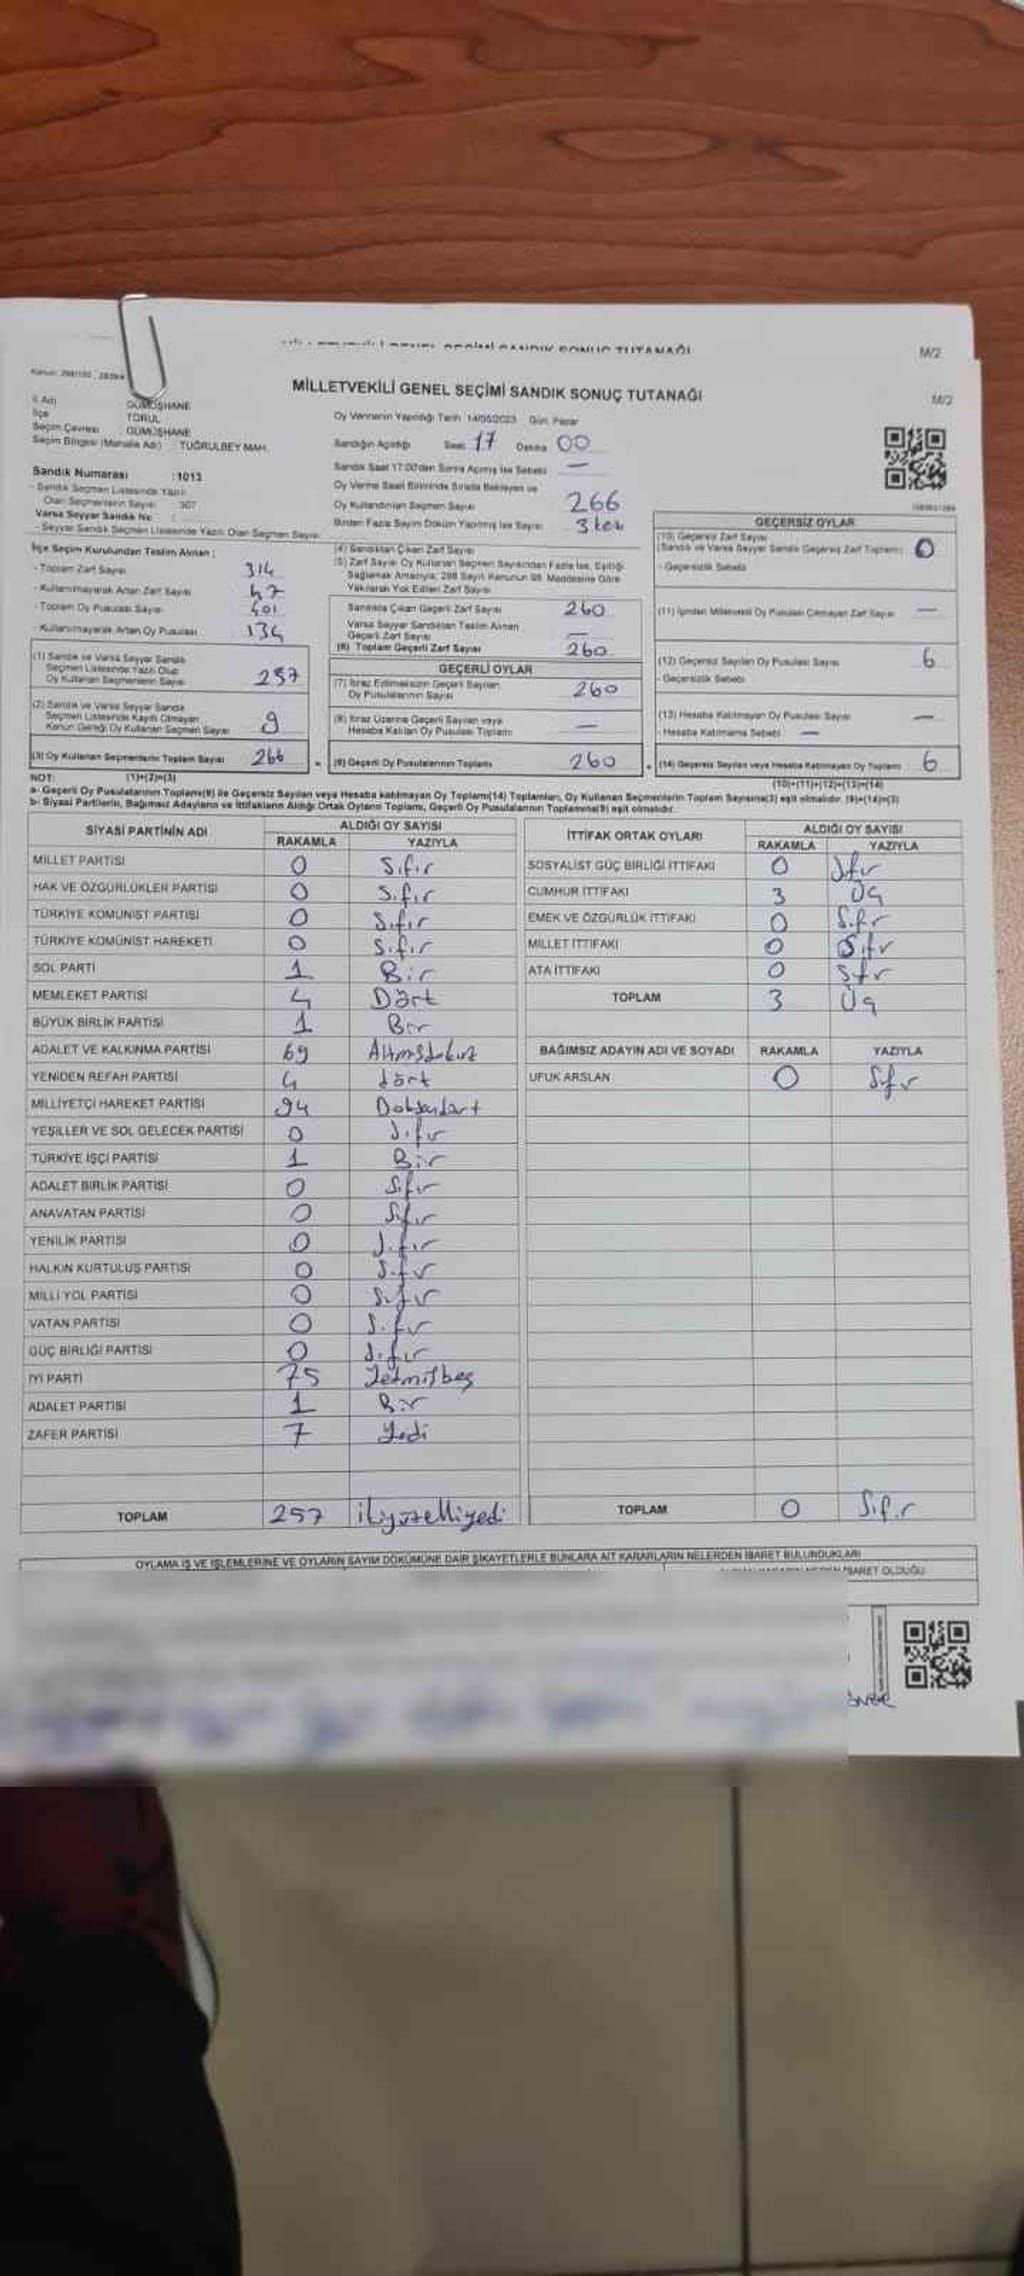 M/2
MİLLETVEKİLİ GENEL SEÇİMİ SANDIK SONUÇ TUTANAĞI
M/2
İl Adı GÜMÜŞHANE
İlçe TORUL
Seçim Çevresi GÜMÜŞHANE
Seçim Bölgesi (Mahalle Adı) TUĞRULBEY MAH.
Oy Vermenin Yapıldığı Tarih 14/05/2023 Gün Pazar
Sandığın Açıldığı Saat 17 Dakika 00
Sandık Saat 17:00'den Sonra Açılmış İse Sebebi —
Oy Verme Saati Bitiminde Sırada Bekleyen ve
Oy Kullandırılan Seçmen Sayısı 266
Birden Fazla Sayım Döküm Yapılmış İse Sayısı 3 kez
Sandık Numarası :1013
- Sandık Seçmen Listesinde Yazılı
Olan Seçmenlerin Sayısı 307
Varsa Seyyar Sandık No :
- Seyyar Sandık Seçmen Listesinde Yazılı Olan Seçmen Sayısı
İlçe Seçim Kurulundan Teslim Alınan :
- Toplam Zarf Sayısı 314
- Kullanılmayarak Artan Zarf Sayısı 47
- Toplam Oy Pusulası Sayısı 401
- Kullanılmayarak Artan Oy Pusulası 134
(1) Sandık ve Varsa Seyyar Sandık
Seçmen Listesinde Yazılı Olup
Oy Kullanan Seçmenlerin Sayısı 257
(2) Sandık ve Varsa Seyyar Sandık
Seçmen Listesinde Kayıtlı Olmayan
Kanun Gereği Oy Kullanan Seçmen Sayısı 9
(3) Oy Kullanan Seçmenlerin Toplam Sayısı 266
(4) Sandıktan Çıkan Zarf Sayısı
(5) Zarf Sayısı Oy Kullanan Seçmen Sayısından Fazla İse, Eşitliği
Sağlamak Amacıyla; 298 Sayılı Kanunun 98. Maddesine Göre
Yakılarak Yok Edilen Zarf Sayısı
Sandıkta Çıkan Geçerli Zarf Sayısı 260
Varsa Seyyar Sandıktan Teslim Alınan
Geçerli Zarf Sayısı —
(6) Toplam Geçerli Zarf Sayısı 260
GEÇERLİ OYLAR
(7) İtiraz Edilmeksizin Geçerli Sayılan
Oy Pusulalarının Sayısı 260
(8) İtiraz Üzerine Geçerli Sayılan veya
Hesaba Katılan Oy Pusulası Toplamı —
(9) Geçerli Oy Pusulalarının Toplamı 260
GEÇERSİZ OYLAR
(10) Geçersiz Zarf Sayısı
(Sandık ve Varsa Seyyar Sandık Geçersiz Zarf Toplamı) 0
- Geçersizlik Sebebi
(11) İçinden Milletvekili Oy Pusulası Çıkmayan Zarf Sayısı —
(12) Geçersiz Sayılan Oy Pusulası Sayısı 6
- Geçersizlik Sebebi
(13) Hesaba Katılmayan Oy Pusulası Sayısı —
- Hesaba Katılmama Sebebi —
(14) Geçersiz Sayılan veya Hesaba Katılmayan Oy Toplamı 6
NOT: (1)+(2)=(3)
(10)+(11)+(12)+(13)=(14)
a- Geçerli Oy Pusulalarının Toplamı(9) ile Geçersiz Sayılan veya Hesaba katılmayan Oy Toplamı(14) Toplamları, Oy Kullanan Seçmenlerin Toplam Sayısına(3) eşit olmalıdır. (9)+(14)=(3)
b- Siyasi Partilerin, Bağımsız Adayların ve İttifakların Aldığı Ortak Oyların Toplamı, Geçerli Oy Pusulalarının Toplamına(9) eşit olmalıdır.
SİYASİ PARTİNİN ADI ALDIĞI OY SAYISI
RAKAMLA YAZIYLA
MİLLET PARTİSİ 0 Sıfır
HAK VE ÖZGÜRLÜKLER PARTİSİ 0 Sıfır
TÜRKİYE KOMÜNİST PARTİSİ 0 Sıfır
TÜRKİYE KOMÜNİST HAREKETİ 0 Sıfır
SOL PARTİ 1 Bir
MEMLEKET PARTİSİ 4 Dört
BÜYÜK BİRLİK PARTİSİ 1 Bir
ADALET VE KALKINMA PARTİSİ 69 Altmışdokuz
YENİDEN REFAH PARTİSİ 4 dört
MİLLİYETÇİ HAREKET PARTİSİ 94 Doksandört
YEŞİLLER VE SOL GELECEK PARTİSİ 0 Sıfır
TÜRKİYE İŞÇİ PARTİSİ 1 Bir
ADALET BİRLİK PARTİSİ 0 Sıfır
ANAVATAN PARTİSİ 0 Sıfır
YENİLİK PARTİSİ 0 Sıfır
HALKIN KURTULUŞ PARTİSİ 0 Sıfır
MİLLİ YOL PARTİSİ 0 Sıfır
VATAN PARTİSİ 0 Sıfır
GÜÇ BİRLİĞİ PARTİSİ 0 Sıfır
İYİ PARTİ 75 Yetmişbeş
ADALET PARTİSİ 1 Bir
ZAFER PARTİSİ 7 Yedi
TOPLAM 257 ikiyüzelliyedi
İTTİFAK ORTAK OYLARI ALDIĞI OY SAYISI
RAKAMLA YAZIYLA
SOSYALİST GÜÇ BİRLİĞİ İTTİFAKI 0 Sıfır
CUMHUR İTTİFAKI 3 Üç
EMEK VE ÖZGÜRLÜK İTTİFAKI 0 Sıfır
MİLLET İTTİFAKI 0 Sıfır
ATA İTTİFAKI 0 Sıfır
TOPLAM 3 Üç
BAĞIMSIZ ADAYIN ADI VE SOYADI RAKAMLA YAZIYLA
UFUK ARSLAN 0 Sıfır
TOPLAM 0 Sıfır
OYLAMA İŞ VE İŞLEMLERİNE VE OYLARIN SAYIM DÖKÜMÜNE DAİR ŞİKAYETLERLE BUNLARA AİT KARARLARIN NELERDEN İBARET BULUNDUKLARI
İBARET OLDUĞU